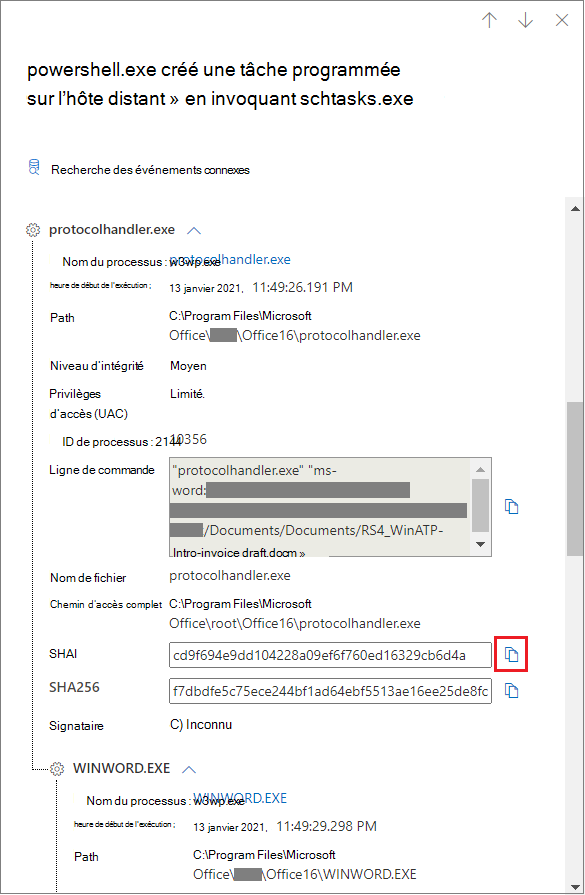 powershell.exe créé une tâche programmée
sur l’hôte distant » en invoquant schtasks.exe
Recherche des événements connexes
protocolhandler.exe
Nom du processus : w3wp.exe protocolhandler.exe
heure de début de l'exécution ; 13 janvier 2021, 11:49:26.191 PM
Path C:\Program Files\Microsoft
Office\ \Office16\protocolhandler.exe
Niveau d’intégrité Moyen
Privilèges Limité.
d’accès (UAC)
ID de processus : 2144 10356
Ligne de commande "protocolhandler.exe" "ms-
word:
/Documents/Documents/RS4_WinATP-
Intro-invoice draft.docm »
Nom de fichier protocolhandler.exe
Chemin d’accès complet C:\Program Files\Microsoft
Office\root\Office16\protocolhandler.exe
SHAI cd9f694e9dd104228a09ef6f760ed16329cb6d4a
SHA256 f7dbdfe5c75ece244bf1ad64ebf5513ae16ee25de8fc
Signataire C) Inconnu
WINWORD.EXE
Nom du processus : w3wp.exe WINWORD.EXE
heure de début de l'exécution ; 13 janvier 2021, 11:49:29.298 PM
Path C:\Program Files\Microsoft
Office\ \Office16\WINWORD.EXE